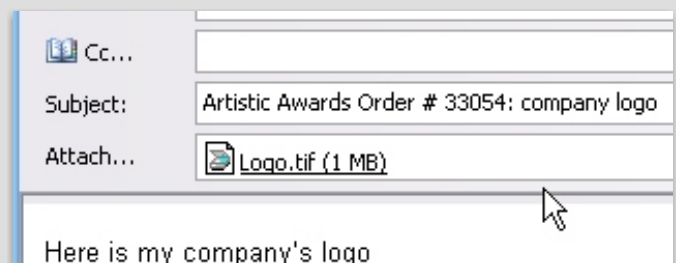 Cc...
Subject: Artistic Awards Order # 33054: company logo
Attach... Logo.tif (1 MB)
Here is my company's logo